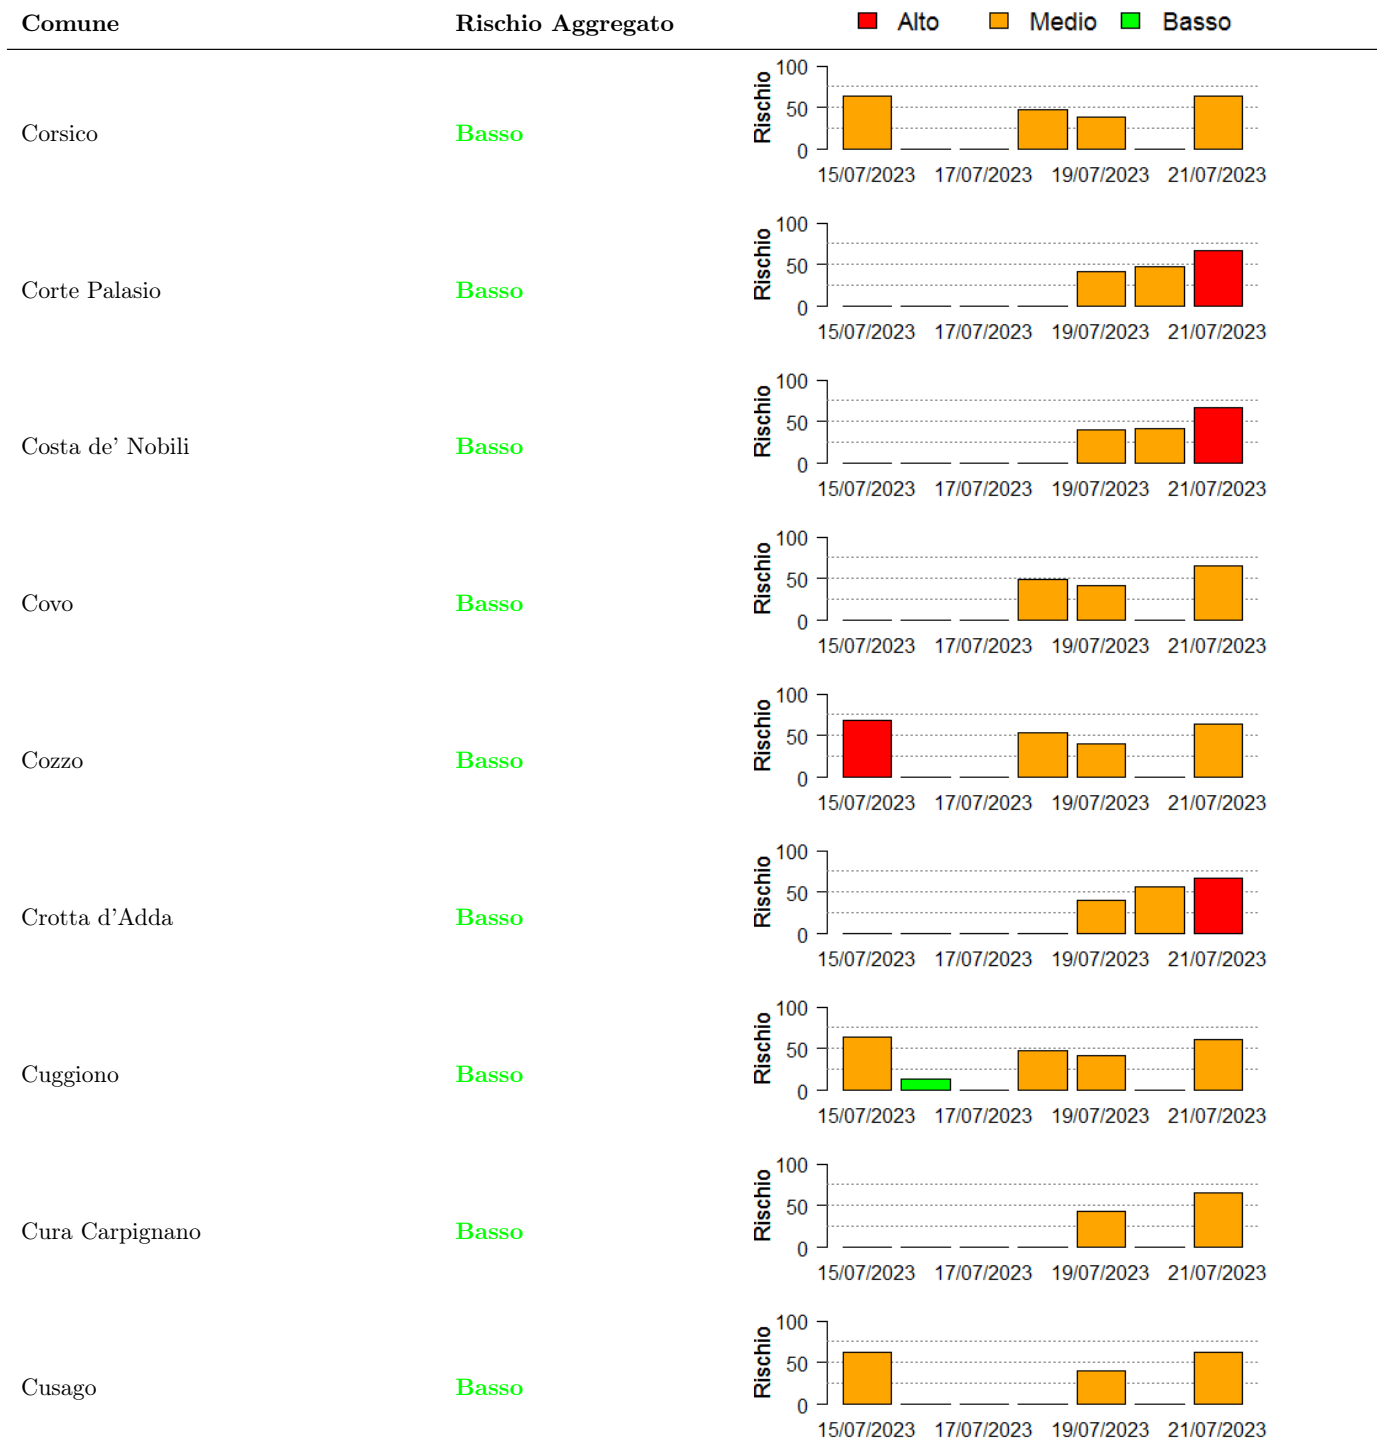 Comune Rischio Aggregato Alto Medio Basso
Corsico Basso
Rischio
100
50
0
15/07/2023 17/07/2023 19/07/2023 21/07/2023
Corte Palasio Basso
Rischio
100
50
0
15/07/2023 17/07/2023 19/07/2023 21/07/2023
Costa de' Nobili Basso
Rischio
100
50
0
15/07/2023 17/07/2023 19/07/2023 21/07/2023
Covo Basso
Rischio
100
50
0
15/07/2023 17/07/2023 19/07/2023 21/07/2023
Cozzo Basso
Rischio
100
50
0
15/07/2023 17/07/2023 19/07/2023 21/07/2023
Crotta d'Adda Basso
Rischio
100
50
0
15/07/2023 17/07/2023 19/07/2023 21/07/2023
Cuggiono Basso
Rischio
100
50
0
15/07/2023 17/07/2023 19/07/2023 21/07/2023
Cura Carpignano Basso
Rischio
100
50
0
15/07/2023 17/07/2023 19/07/2023 21/07/2023
Cusago Basso
Rischio
100
50
0
15/07/2023 17/07/2023 19/07/2023 21/07/2023